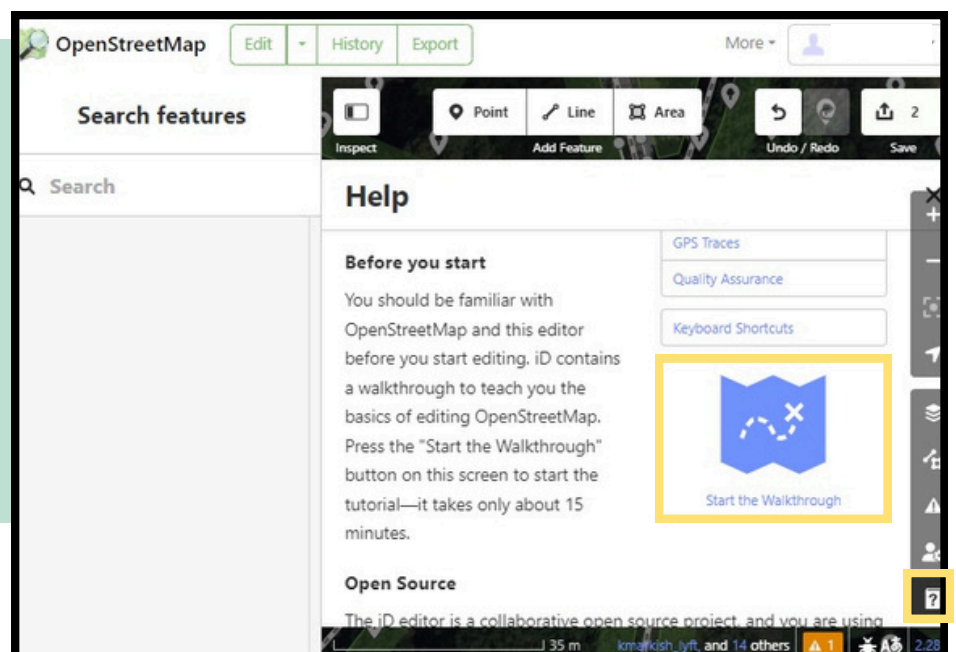 OpenStreetMap
Edit
History
Export
More
Search features
Search
Point
Line
Area
2
Inspect
Add Feature
Undo / Redo
Save
Help
Before you start
You should be familiar with
OpenStreetMap and this editor
before you start editing. iD contains
a walkthrough to teach you the
basics of editing OpenStreetMap.
Press the "Start the Walkthrough"
button on this screen to start the
tutorial—it takes only about 15
minutes.
Open Source
The iD editor is a collaborative open source project, and you are using
GPS Traces
Quality Assurance
Keyboard Shortcuts
Start the Walkthrough
?
35 m
kmarkish_lyft, and 14 others
1
2.28